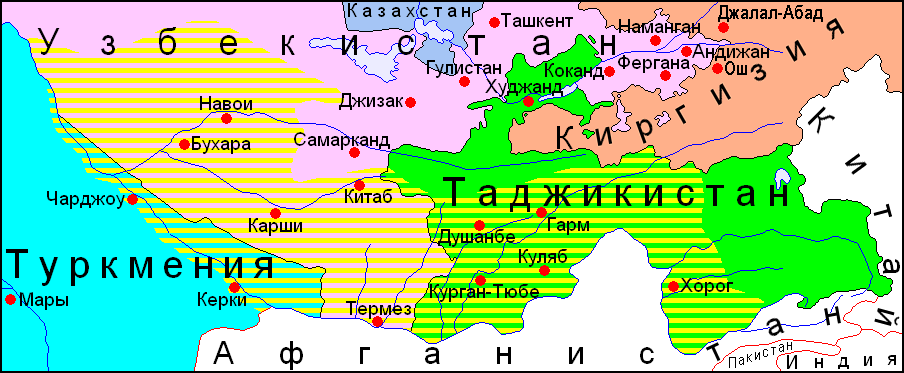 Казахстан
Узбекистан
Ташкент
Джалал-Абад
Наманган
Андижан
Гулистан
Коканд
Фергана
Ош
Худжанд
Джизак
Навои
Киргизия
Китай
Бухара
Самарканд
Чарджоу
Китаб
Таджикистан
Карши
Душанбе
Гарм
Туркмения
Куляб
Мары
Керки
Курган-Тюбе
Хорог
Термез
Афганистан
Пакистан
Индия